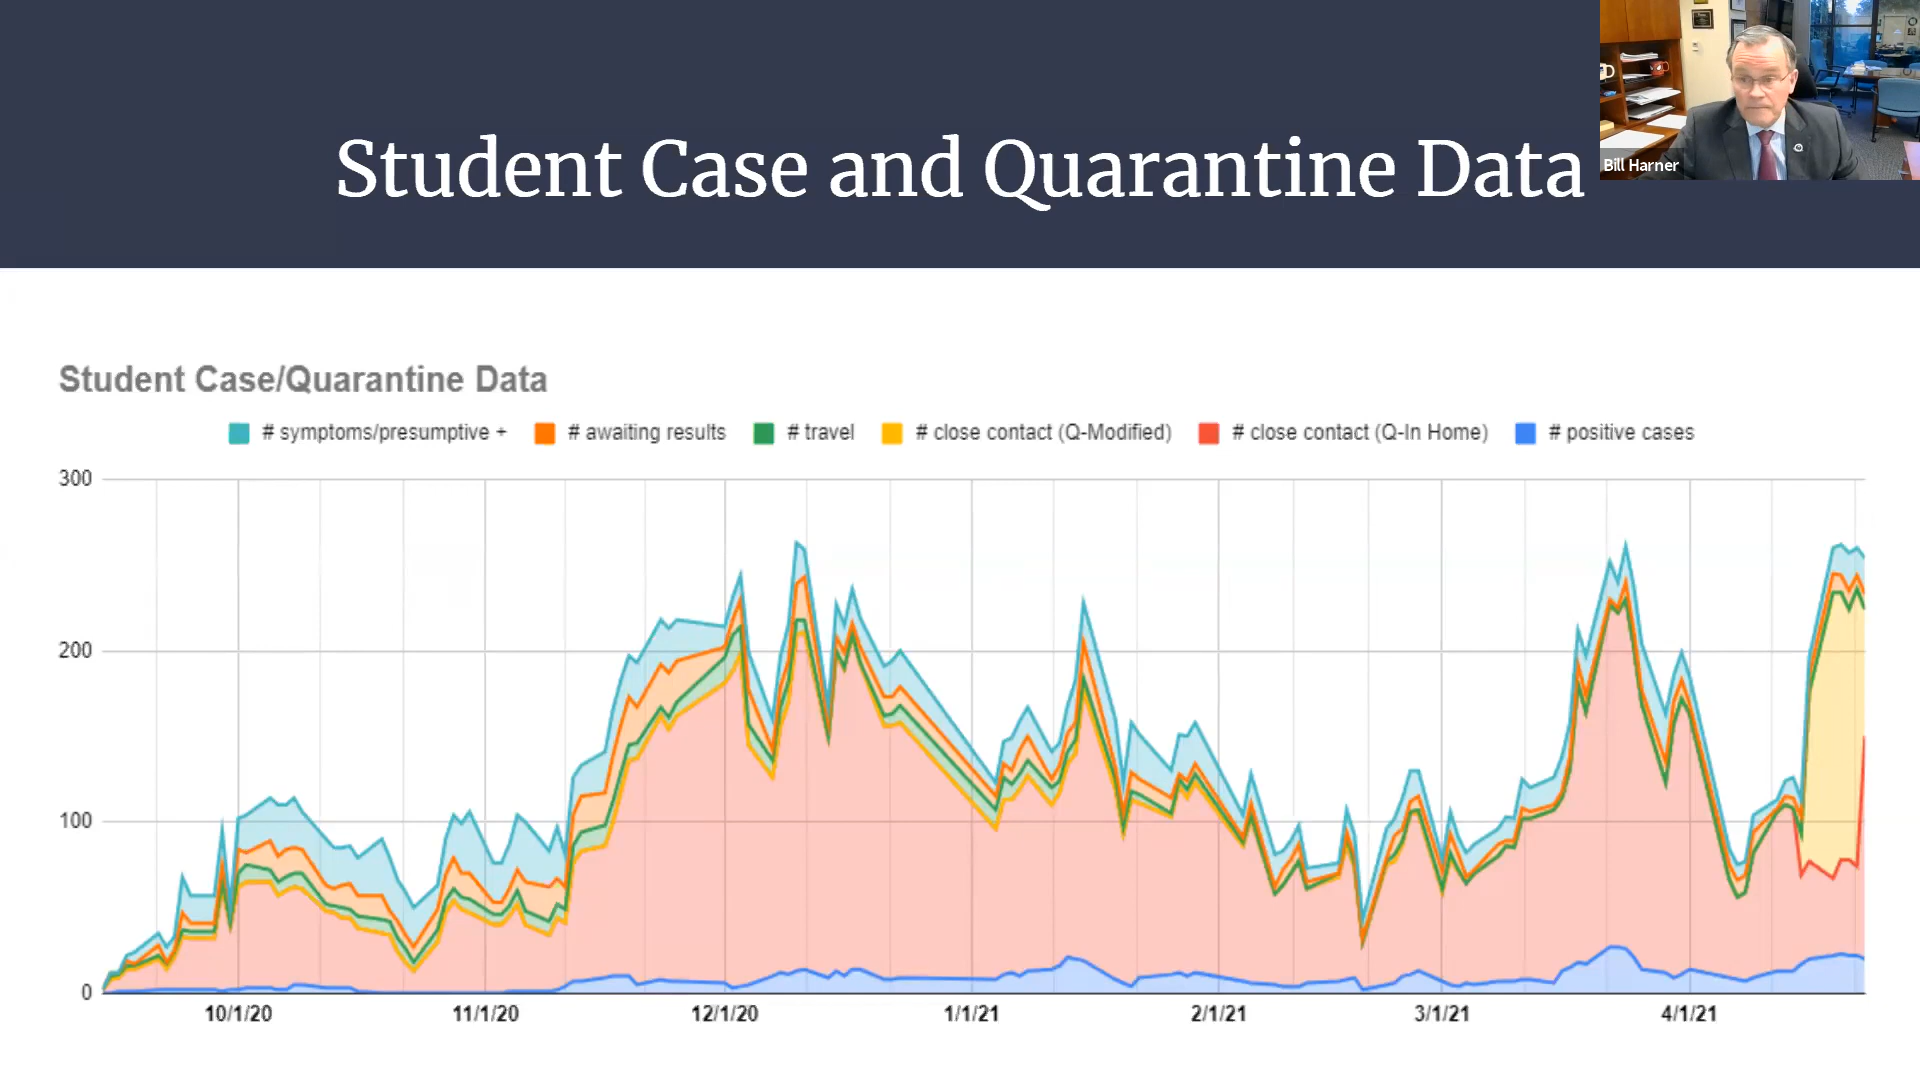 Student Case and Quarantine Data
Bill Harner
Student Case/Quarantine Data
# symptoms/presumptive + # awaiting results # travel # close contact (Q-Modified) # close contact (Q-In Home) # positive cases
300
200
100
0
10/1/20 11/1/20 12/1/20 1/1/21 2/1/21 3/1/21 4/1/21